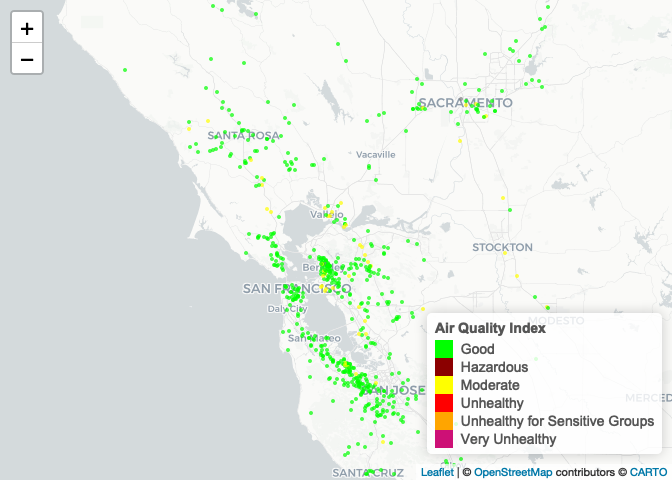 +
−
SACRAMENTO
SANTA ROSA
Vacaville
Vallejo
STOCKTON
Berkeley
SAN FRANCISCO
Daly City
MODESTO
San Mateo
SAN JOSE
MERCED
SANTA CRUZ
Air Quality Index
Good
Hazardous
Moderate
Unhealthy
Unhealthy for Sensitive Groups
Very Unhealthy
Leaflet | © OpenStreetMap contributors © CARTO